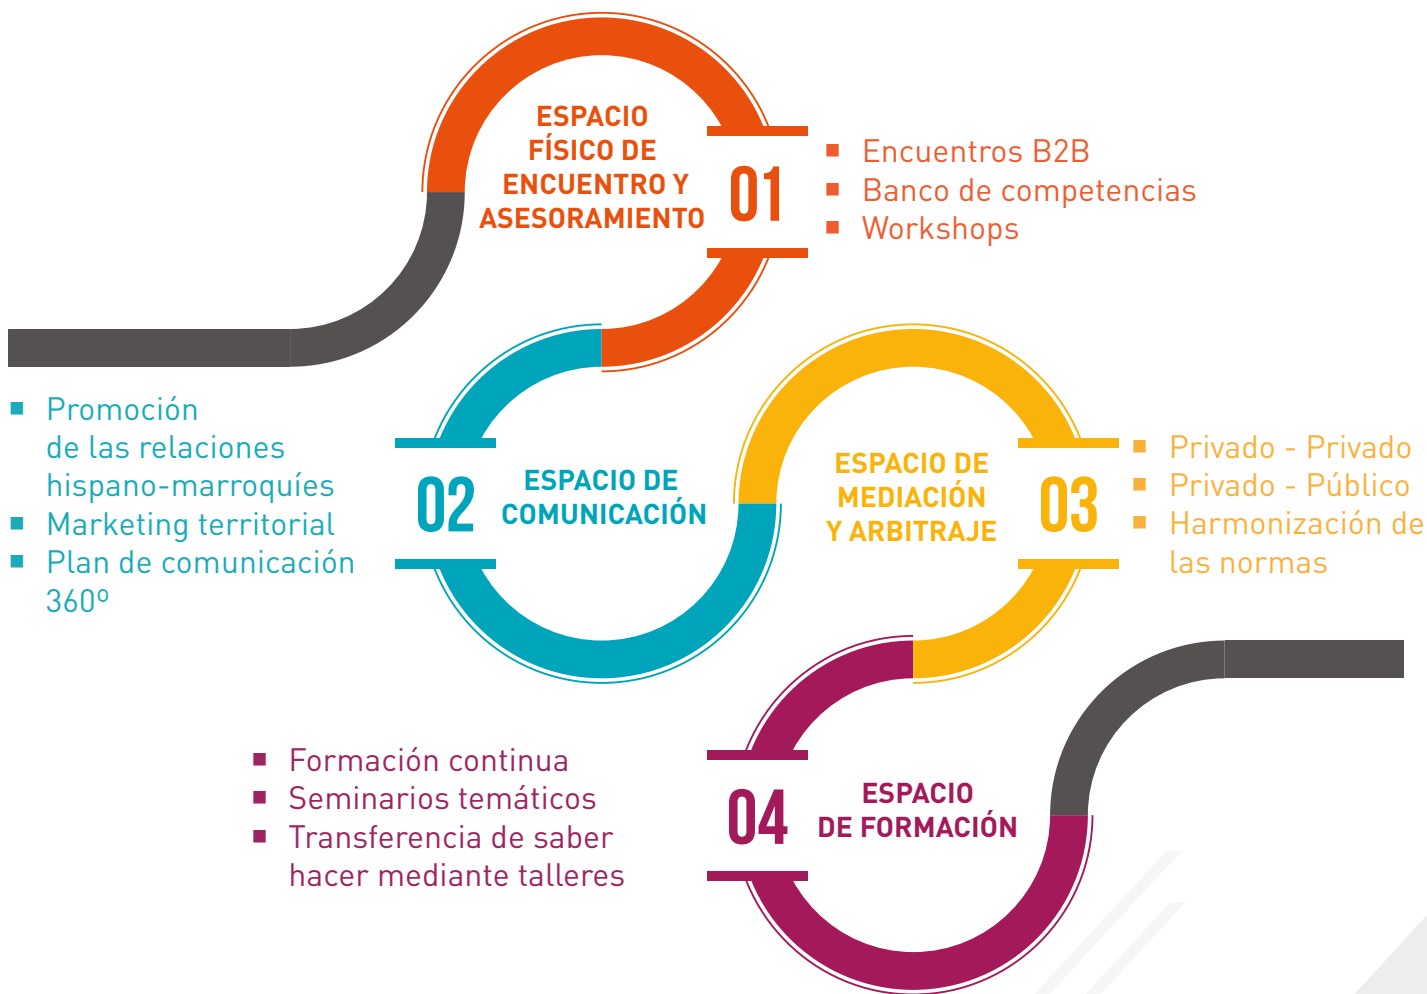 ESPACIO
FÍSICO DE
ENCUENTRO Y
ASESORAMIENTO
01
■ Encuentros B2B
■ Banco de competencias
■ Workshops
■ Promoción
de las relaciones
hispano-marroquíes
■ Marketing territorial
■ Plan de comunicación
360º
02
ESPACIO DE
COMUNICACIÓN
ESPACIO DE
MEDIACIÓN
Y ARBITRAJE
03
■ Privado - Privado
■ Privado - Público
■ Harmonización de
las normas
■ Formación continua
■ Seminarios temáticos
■ Transferencia de saber
hacer mediante talleres
04
ESPACIO
DE FORMACIÓN